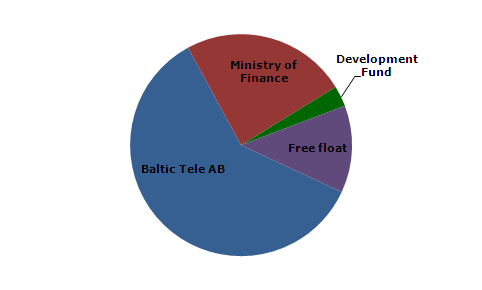 Development
Fund
Ministry of
Finance
Free float
Baltic Tele AB